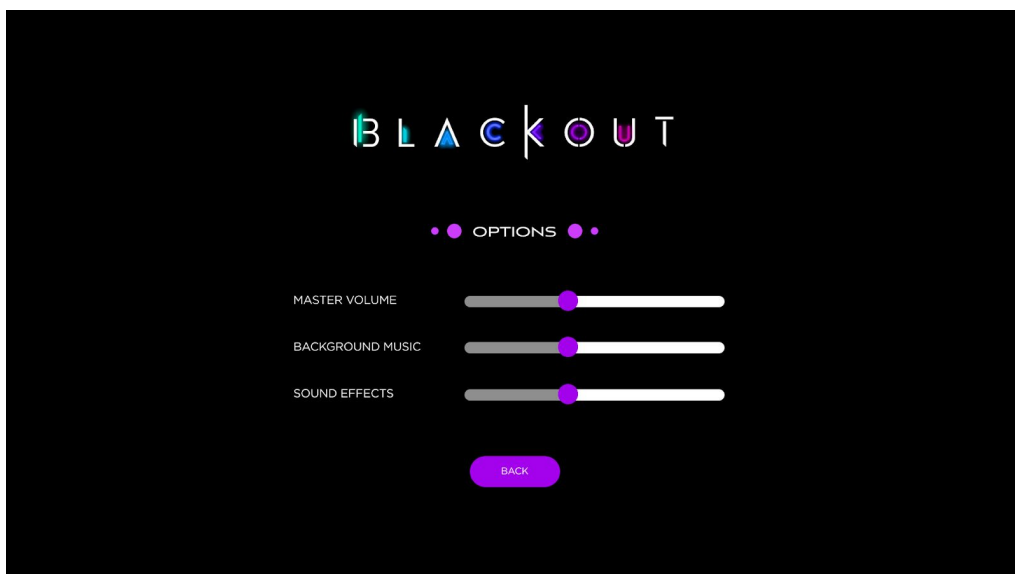 BLACKOUT
OPTIONS
MASTER VOLUME
BACKGROUND MUSIC
SOUND EFFECTS
BACK